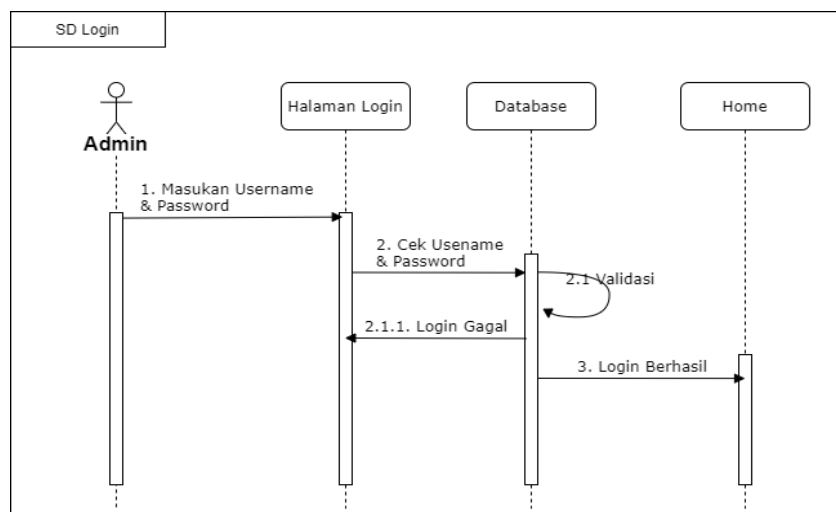 SD Login
Admin
Halaman Login
Database
Home
1. Masukan Username
& Password
2. Cek Usename
& Password
2.1 Validasi
2.1.1. Login Gagal
3. Login Berhasil